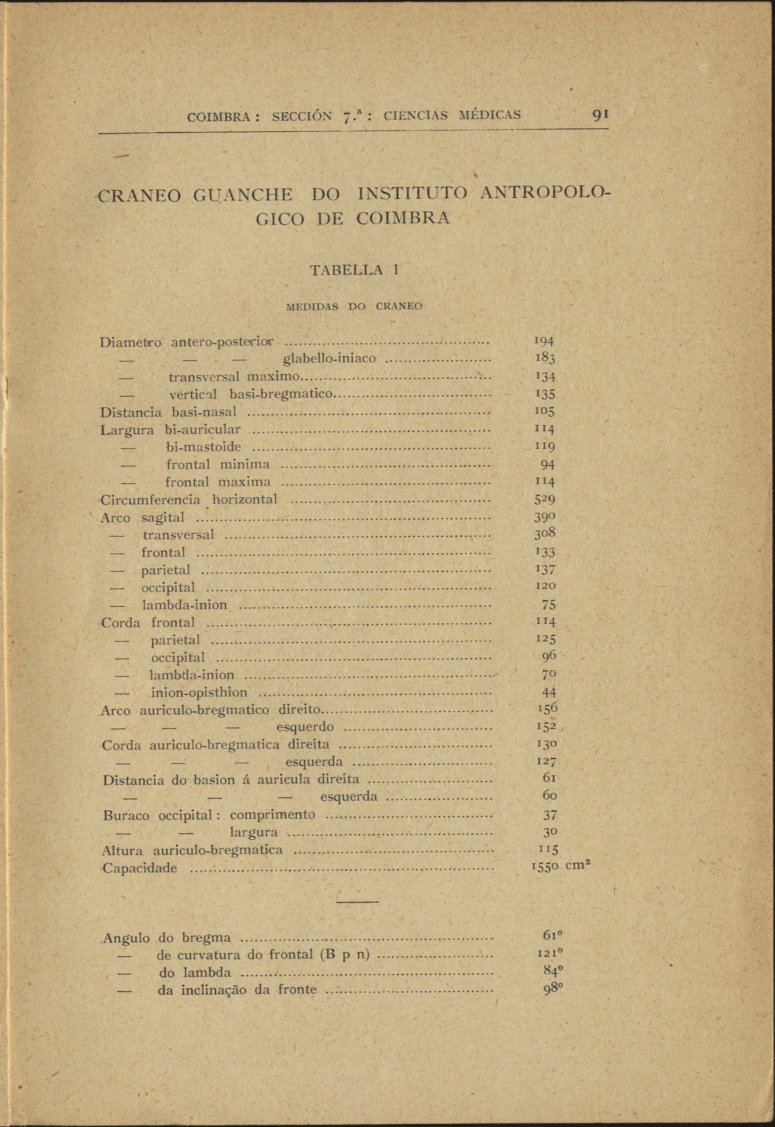 COIMBRA : SECCIÓN 7.ª : CIENCIAS MÉDICAS 91
CRANEO GUANCHE DO INSTITUTO ANTROPOLO-
GICO DE COIMBRA
TABELLA I
MEDIDAS DO CRANEO
Diametro antero-posterior ........ 194
— — — glabello-iniaco ........ 183
— transversal maximo ........ 134
— vertical basi-bregmatico ........ 135
Distancia basi-nasal ........ 105
Largura bi-auricular ........ 114
— bi-mastoide ........ 119
— frontal minima ........ 94
— frontal maxima ........ 114
Circumferencia horizontal ........ 529
Arco sagital ........ 390
— transversal ........ 308
— frontal ........ 133
— parietal ........ 137
— occipital ........ 120
— lambda-inion ........ 75
Corda frontal ........ 114
— parietal ........ 125
— occipital ........ 96
— lambda-inion ........ 70
— inion-opisthion ........ 44
Arco auriculo-bregmatico direito ........ 156
— — — esquerdo ........ 152
Corda auriculo-bregmatica direita ........ 130
— — — esquerda ........ 127
Distancia do basion á auricula direita ........ 61
— — — esquerda ........ 60
Buraco occipital : comprimento ........ 37
— — largura ........ 30
Altura auriculo-bregmatica ........ 115
Capacidade ........ 1550 cm²
Angulo do bregma ........ 61º
— de curvatura do frontal (B p n) ........ 121º
— do lambda ........ 84º
— da inclinação da fronte ........ 98º